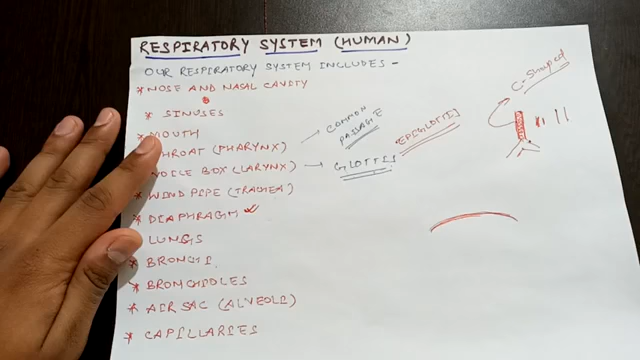 RESPIRATORY SYSTEM (HUMAN)
OUR RESPIRATORY SYSTEM INCLUDES -
* NOSE AND NASAL CAVITY
* SINUSES
* MOUTH
THROAT (PHARYNX) → COMMON PASSAGE
VOICE BOX (LARYNX) → GLOTTIS
EPIGLOTTIS
C-Shaped
* WIND PIPE (TRACHEA)
* DIAPHRAGM ✓
LUNGS
* BRONCHI
* BRONCHIOLES
* AIR SAC (ALVEOLI)
* CAPILLARIES